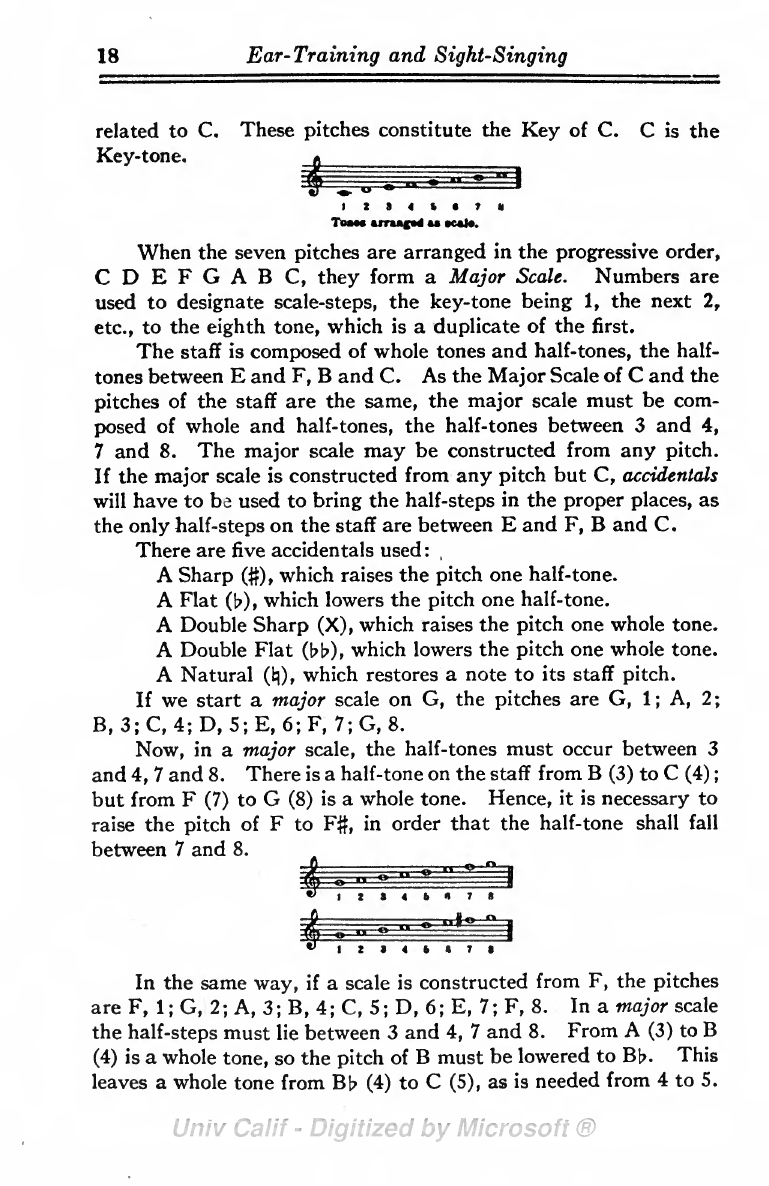 18 Ear-Training and Sight-Singing
related to C. These pitches constitute the Key of C. C is the
Key-tone.
1 2 3 4 5 6 7 8
Tones arranged as scale.
When the seven pitches are arranged in the progressive order,
C D E F G A B C, they form a Major Scale. Numbers are
used to designate scale-steps, the key-tone being 1, the next 2,
etc., to the eighth tone, which is a duplicate of the first.
The staff is composed of whole tones and half-tones, the half-
tones between E and F, B and C. As the Major Scale of C and the
pitches of the staff are the same, the major scale must be com-
posed of whole and half-tones, the half-tones between 3 and 4,
7 and 8. The major scale may be constructed from any pitch.
If the major scale is constructed from any pitch but C, accidentals
will have to be used to bring the half-steps in the proper places, as
the only half-steps on the staff are between E and F, B and C.
There are five accidentals used:
A Sharp (♯), which raises the pitch one half-tone.
A Flat (♭), which lowers the pitch one half-tone.
A Double Sharp (X), which raises the pitch one whole tone.
A Double Flat (♭♭), which lowers the pitch one whole tone.
A Natural (♮), which restores a note to its staff pitch.
If we start a major scale on G, the pitches are G, 1; A, 2;
B, 3; C, 4; D, 5; E, 6; F, 7; G, 8.
Now, in a major scale, the half-tones must occur between 3
and 4, 7 and 8. There is a half-tone on the staff from B (3) to C (4);
but from F (7) to G (8) is a whole tone. Hence, it is necessary to
raise the pitch of F to F♯, in order that the half-tone shall fall
between 7 and 8.
1 2 3 4 5 6 7 8
1 2 3 4 5 6 7 8
In the same way, if a scale is constructed from F, the pitches
are F, 1; G, 2; A, 3; B, 4; C, 5; D, 6; E, 7; F, 8. In a major scale
the half-steps must lie between 3 and 4, 7 and 8. From A (3) to B
(4) is a whole tone, so the pitch of B must be lowered to B♭. This
leaves a whole tone from B♭ (4) to C (5), as is needed from 4 to 5.
Univ Calif - Digitized by Microsoft ®